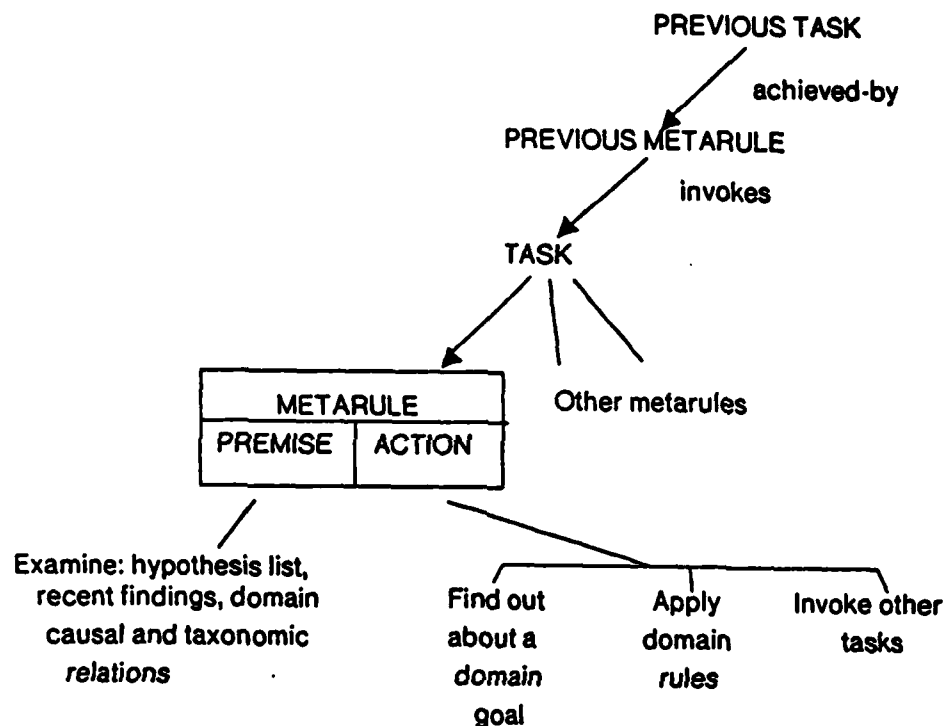 PREVIOUS TASK
achieved-by
PREVIOUS METARULE
invokes
TASK
METARULE
Other metarules
PREMISE
ACTION
Examine: hypothesis list,
recent findings, domain
causal and taxonomic
relations
Find out
about a
domain
goal
Apply
domain
rules
Invoke other
tasks